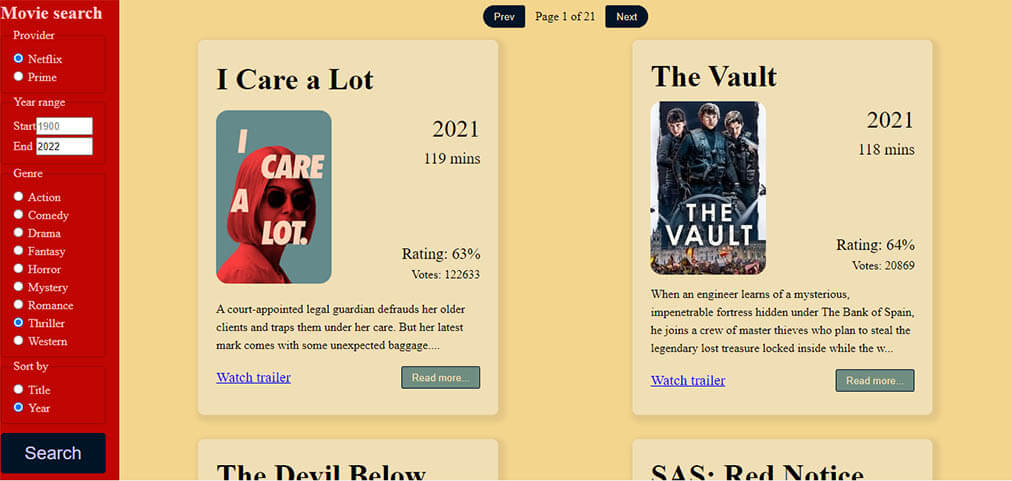 Movie search
Provider
Netflix
Prime
Year range
Start 1900
End 2022
Genre
Action
Comedy
Drama
Fantasy
Horror
Mystery
Romance
Thriller
Western
Sort by
Title
Year
Search
Prev Page 1 of 21 Next
I Care a Lot
I
CARE
A
LOT.
2021
119 mins
Rating: 63%
Votes: 122633
A court-appointed legal guardian defrauds her older
clients and traps them under her care. But her latest
mark comes with some unexpected baggage....
Watch trailer Read more...
The Vault
THE
VAULT
2021
118 mins
Rating: 64%
Votes: 20869
When an engineer learns of a mysterious,
impenetrable fortress hidden under The Bank of Spain,
he joins a crew of master thieves who plan to steal the
legendary lost treasure locked inside while the w...
Watch trailer Read more...
The Devil Below
SAS: Red Notice